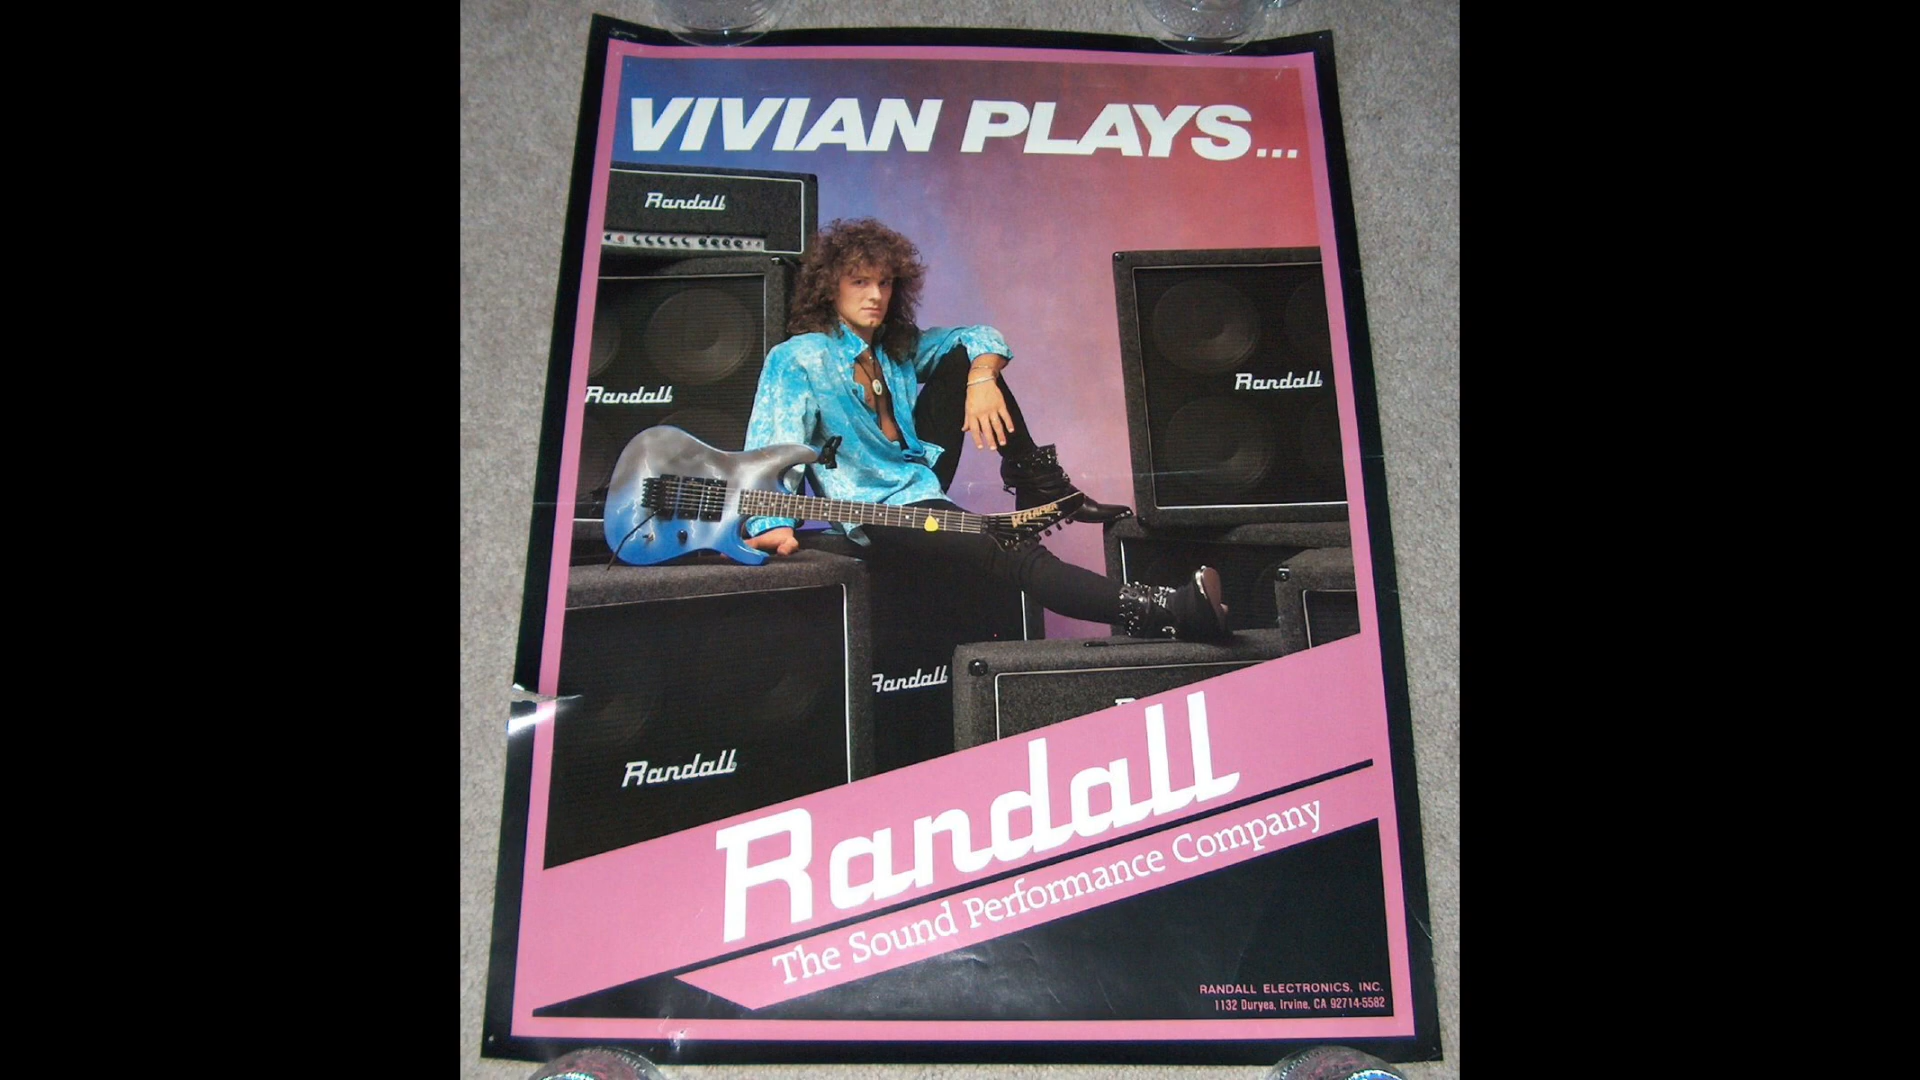 VIVIAN PLAYS...
Randall
Randall
Randall
KRAMER
Randall
Randall
Randall
The Sound Performance Company
RANDALL ELECTRONICS, INC.
1132 Duryea, Irvine, CA 92714-5582